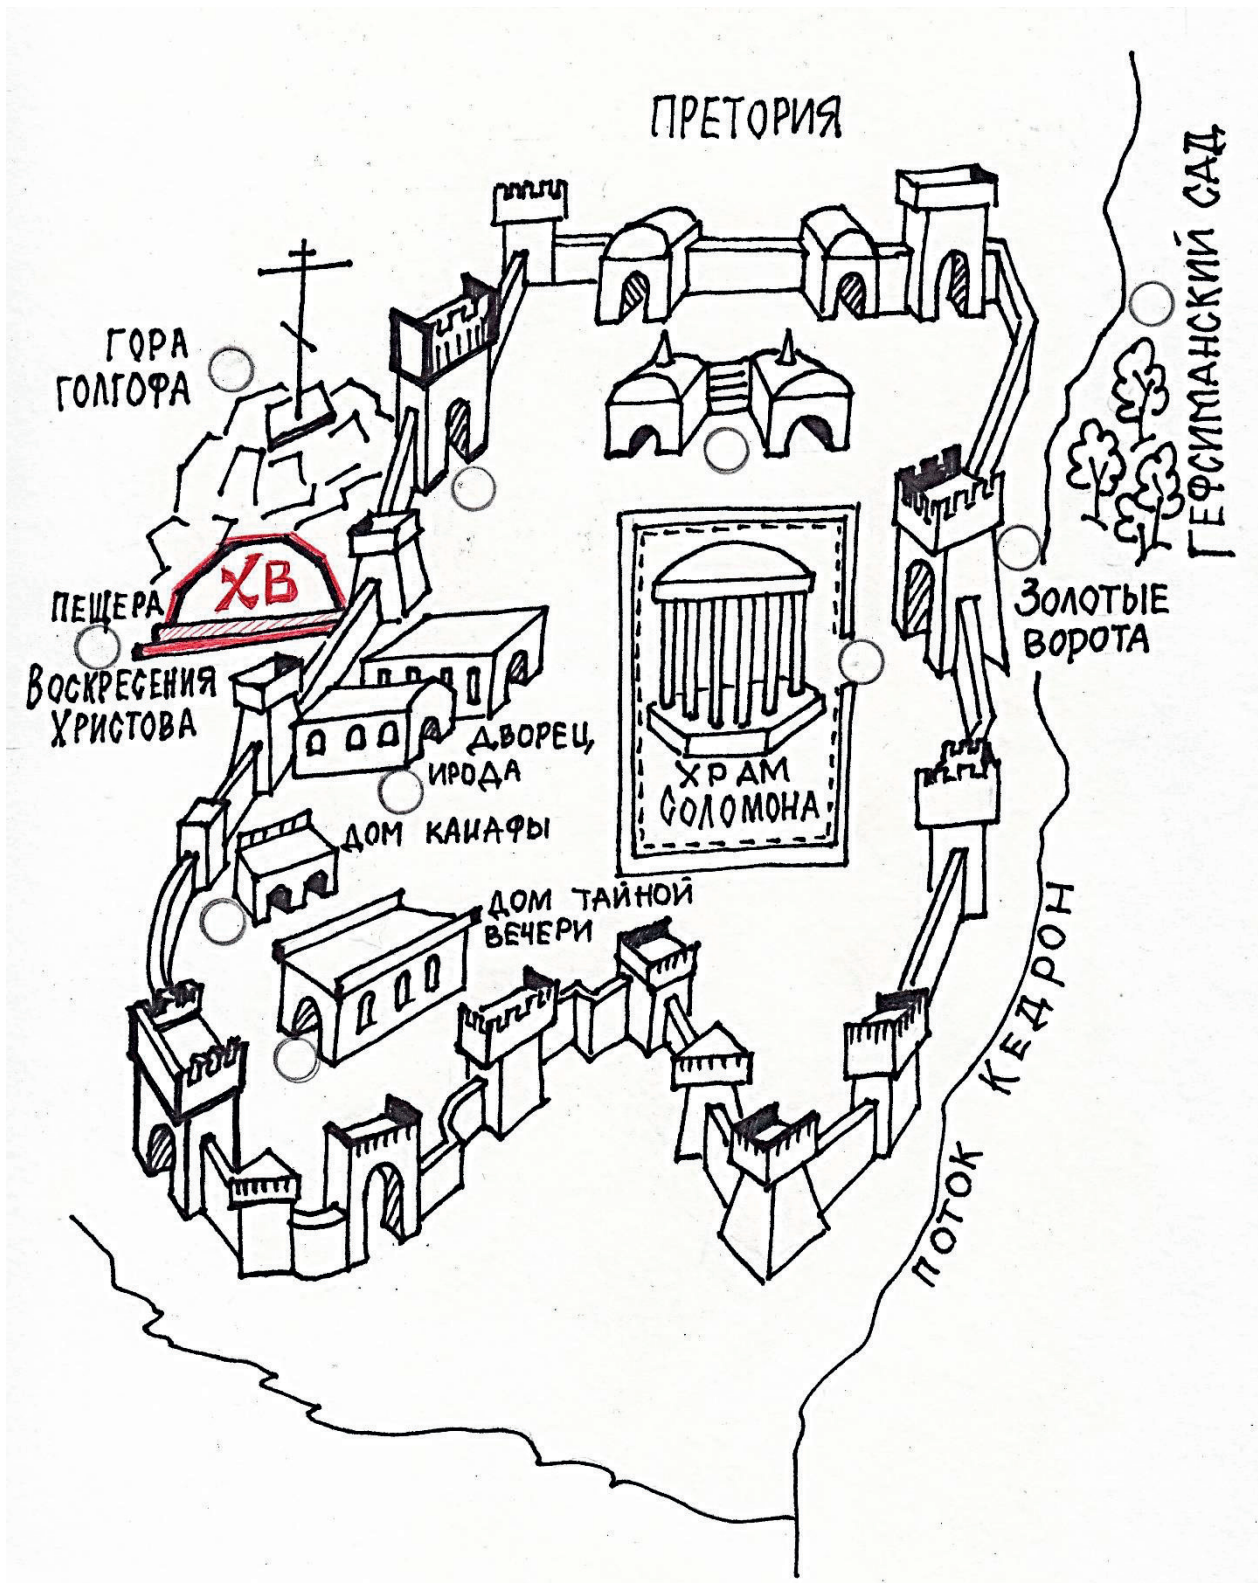 ПРЕТОРИЯ
ГЕФСИМАНСКИЙ САД
ГОРА
ГОЛГОФА
ХВ
ПЕЩЕРА
ВОСКРЕСЕНИЯ
ХРИСТОВА
ЗОЛОТЫЕ
ВОРОТА
ДВОРЕЦ
ИРОДА
ХРАМ
СОЛОМОНА
ДОМ КАИАФЫ
ДОМ ТАЙНОЙ
ВЕЧЕРИ
ПОТОК КЕДРОН